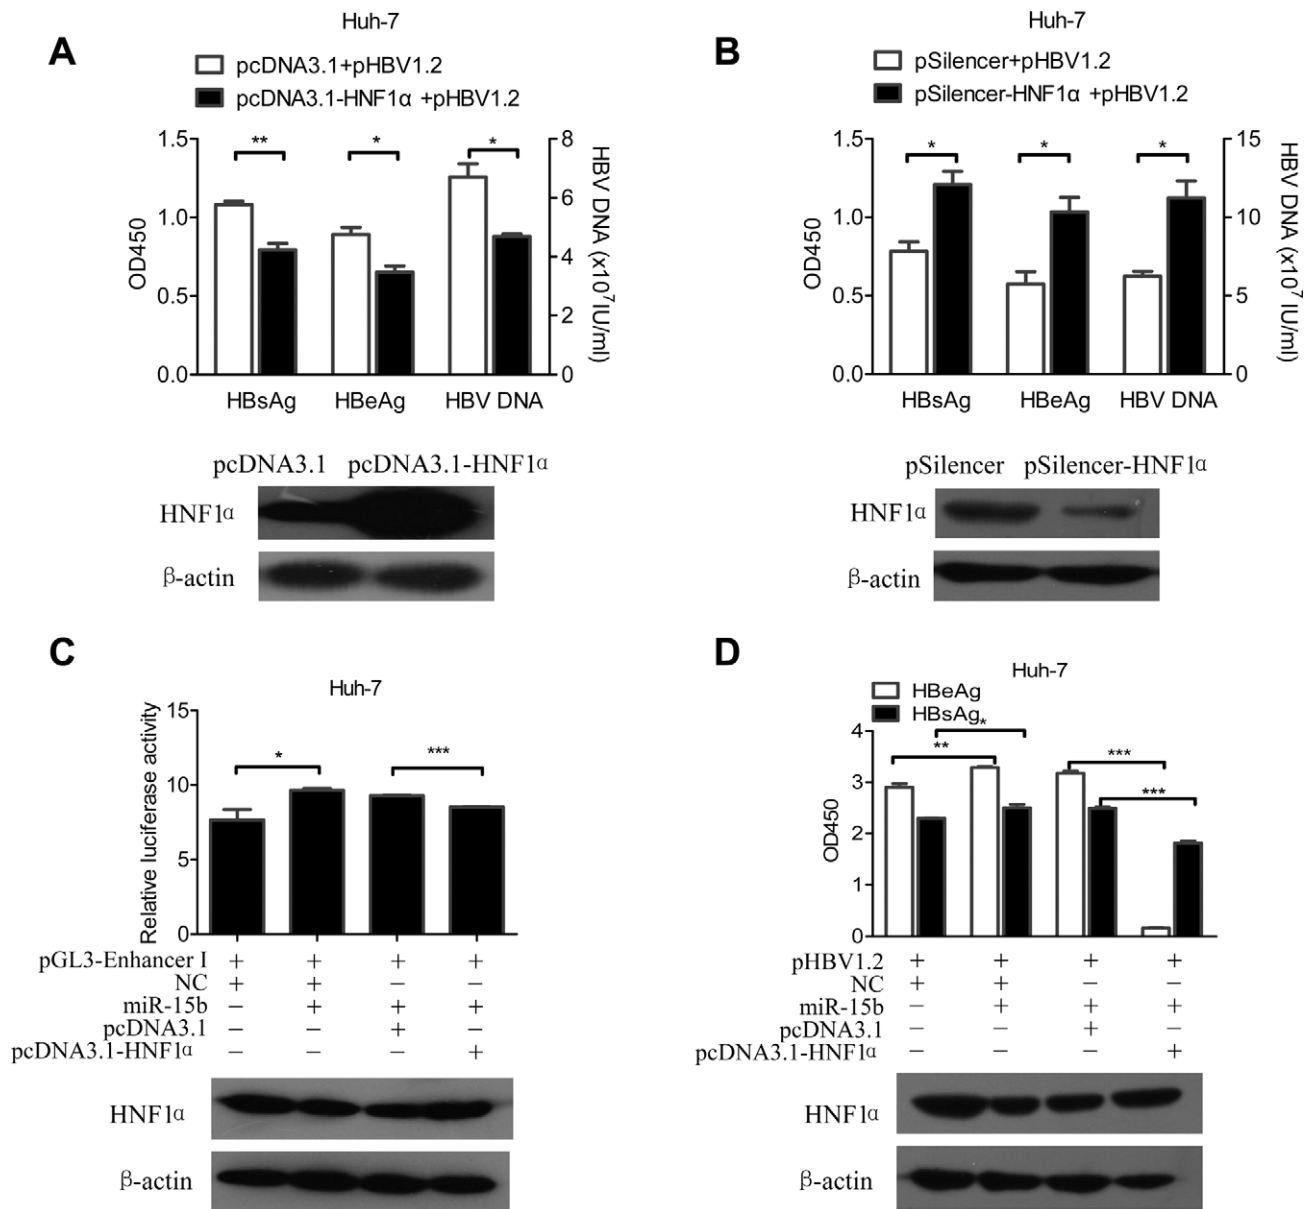 A
Huh-7
pcDNA3.1+pHBV1.2
pcDNA3.1-HNF1α +pHBV1.2
1.5
1.0
0.5
0.0
OD450
** * *
8
6
4
2
0
HBV DNA (x10⁷IU/ml)
HBsAg HBeAg HBV DNA
pcDNA3.1 pcDNA3.1-HNF1α
HNF1α
β-actin
B
Huh-7
pSilencer+pHBV1.2
pSilencer-HNF1α +pHBV1.2
1.5
1.0
0.5
0.0
OD450
* * *
15
10
5
0
HBV DNA (x10⁷IU/ml)
HBsAg HBeAg HBV DNA
pSilencer pSilencer-HNF1α
HNF1α
β-actin
C
Huh-7
Relative luciferase activity
15
10
5
0
* ***
pGL3-Enhancer I + + + +
NC + + − −
miR-15b − + + +
pcDNA3.1 − − + −
pcDNA3.1-HNF1α − − − +
HNF1α
β-actin
D
Huh-7
HBeAg
HBsAg
OD450
4
3
2
1
0
** * *** ***
pHBV1.2 + + + +
NC + + − −
miR-15b − + + +
pcDNA3.1 − − + −
pcDNA3.1-HNF1α − − − +
HNF1α
β-actin